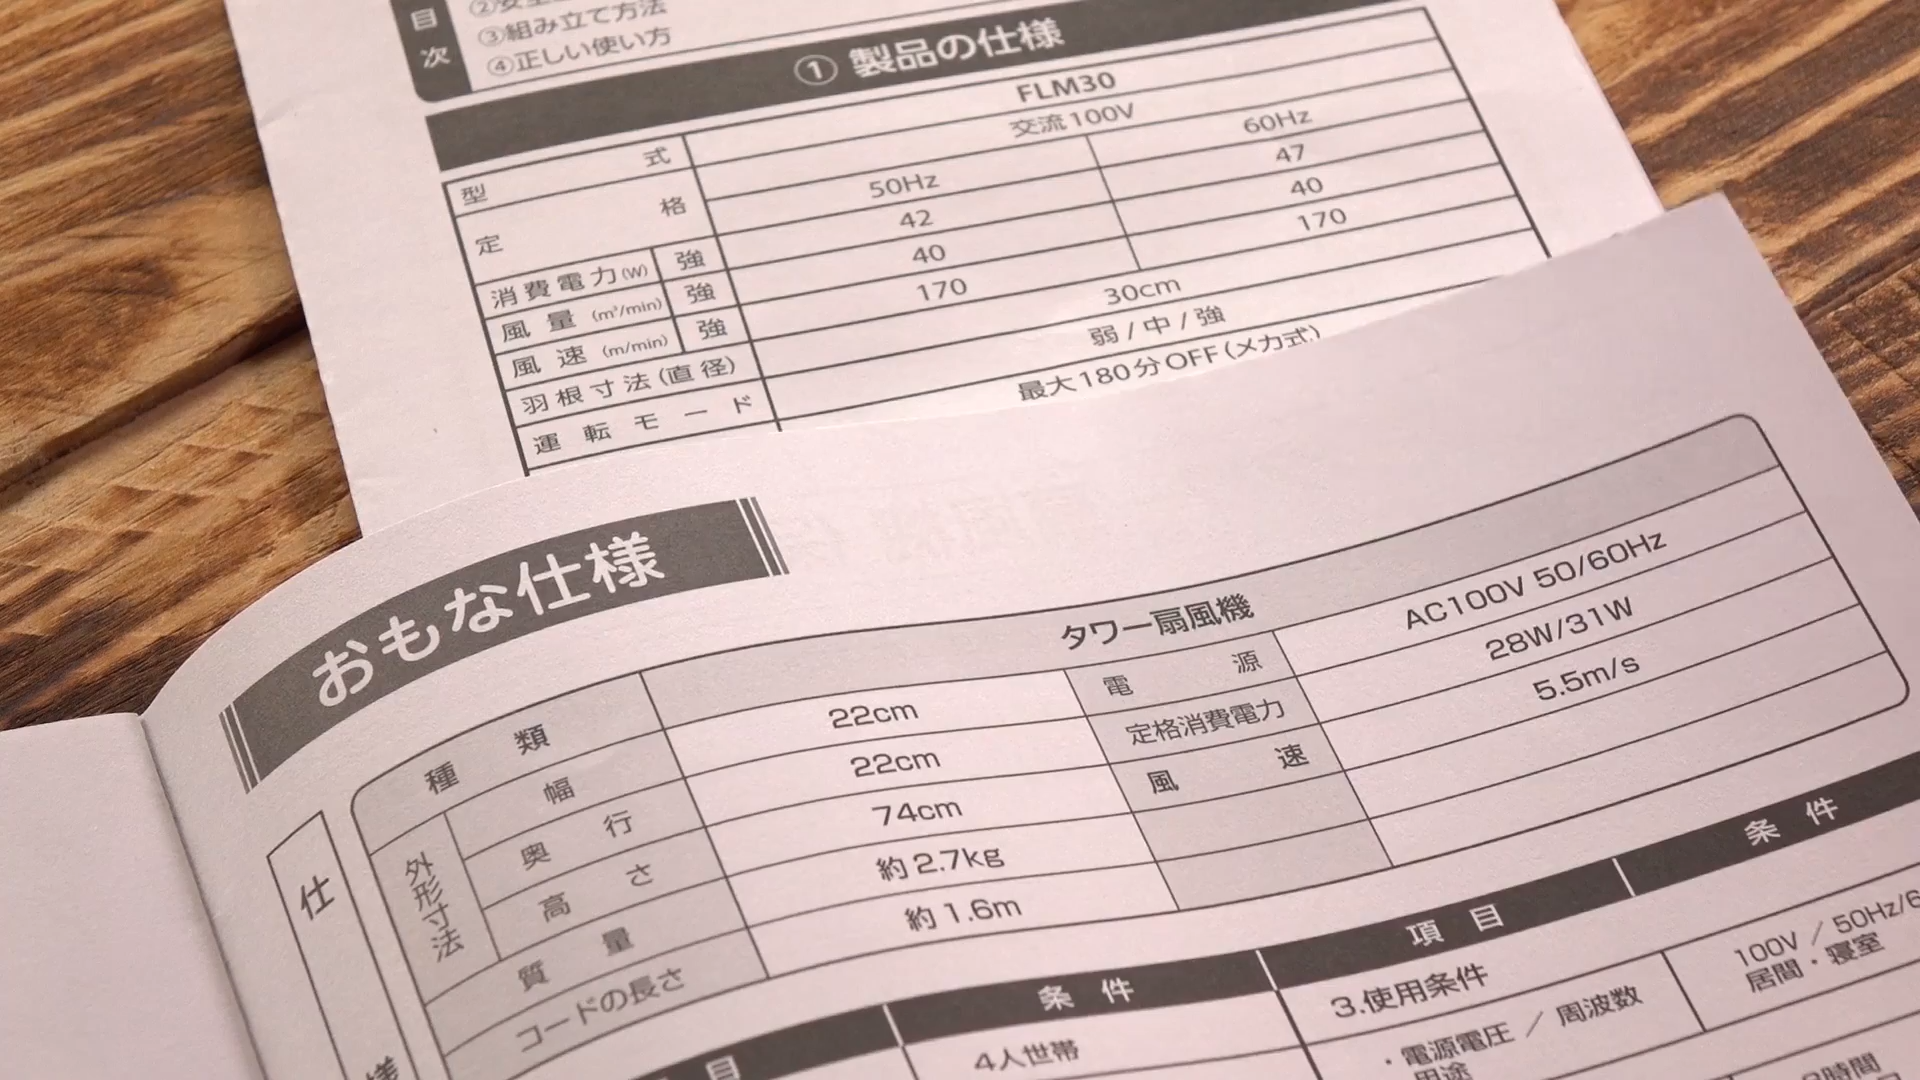 目次
③組み立て方法
④正しい使い方
① 製品の仕様
型式 FLM30
定格 交流100V
50Hz 60Hz
消費電力(W) 強 42 47
風量(m³/min) 強 40 40
風速(m/min) 強 170 170
羽根寸法(直径) 30cm
運転モード 弱/中/強
最大180分OFF(メカ式)
おもな仕様
種類 タワー扇風機
外形寸法 幅 22cm 電源 AC100V 50/60Hz
奥行 22cm 定格消費電力 28W/31W
高さ 74cm 風速 5.5m/s
質量 約2.7kg
コードの長さ 約1.6m
仕様
目 条件 項目 条件
4人世帯 3.使用条件
・電源電圧/周波数 100V/50Hz/6
用途 居間・寝室
時間